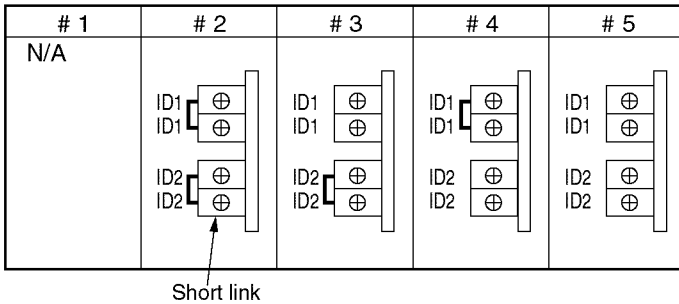 # 1 # 2 # 3 # 4 # 5
N/A
ID1 ID1 ID1 ID1
ID1 ID1 ID1 ID1
ID2 ID2 ID2 ID2
ID2 ID2 ID2 ID2
Short link